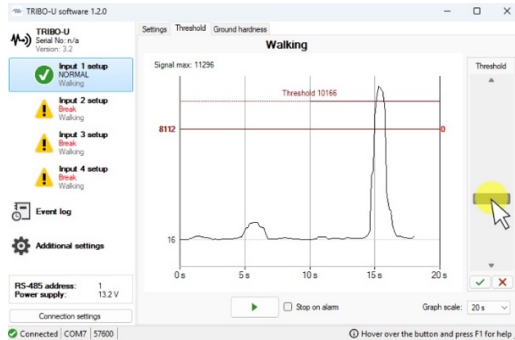 TRIBO-U software 1.2.0
TRIBO-U
Serial No: n/a
Version: 3.2
Input 1 setup
NORMAL
Walking
Input 2 setup
Break
Walking
Input 3 setup
Break
Walking
Input 4 setup
Break
Walking
Event log
Additional settings
RS-485 address: 1
Power supply: 13.2 V
Connection settings
Settings Threshold Ground hardness
Walking
Signal max: 11296
Threshold 10166
8112
0
16
0 s 5 s 10 s 15 s 20 s
Stop on alarm
Graph scale: 20 s
Threshold
Connected COM7 57600
Hover over the button and press F1 for help